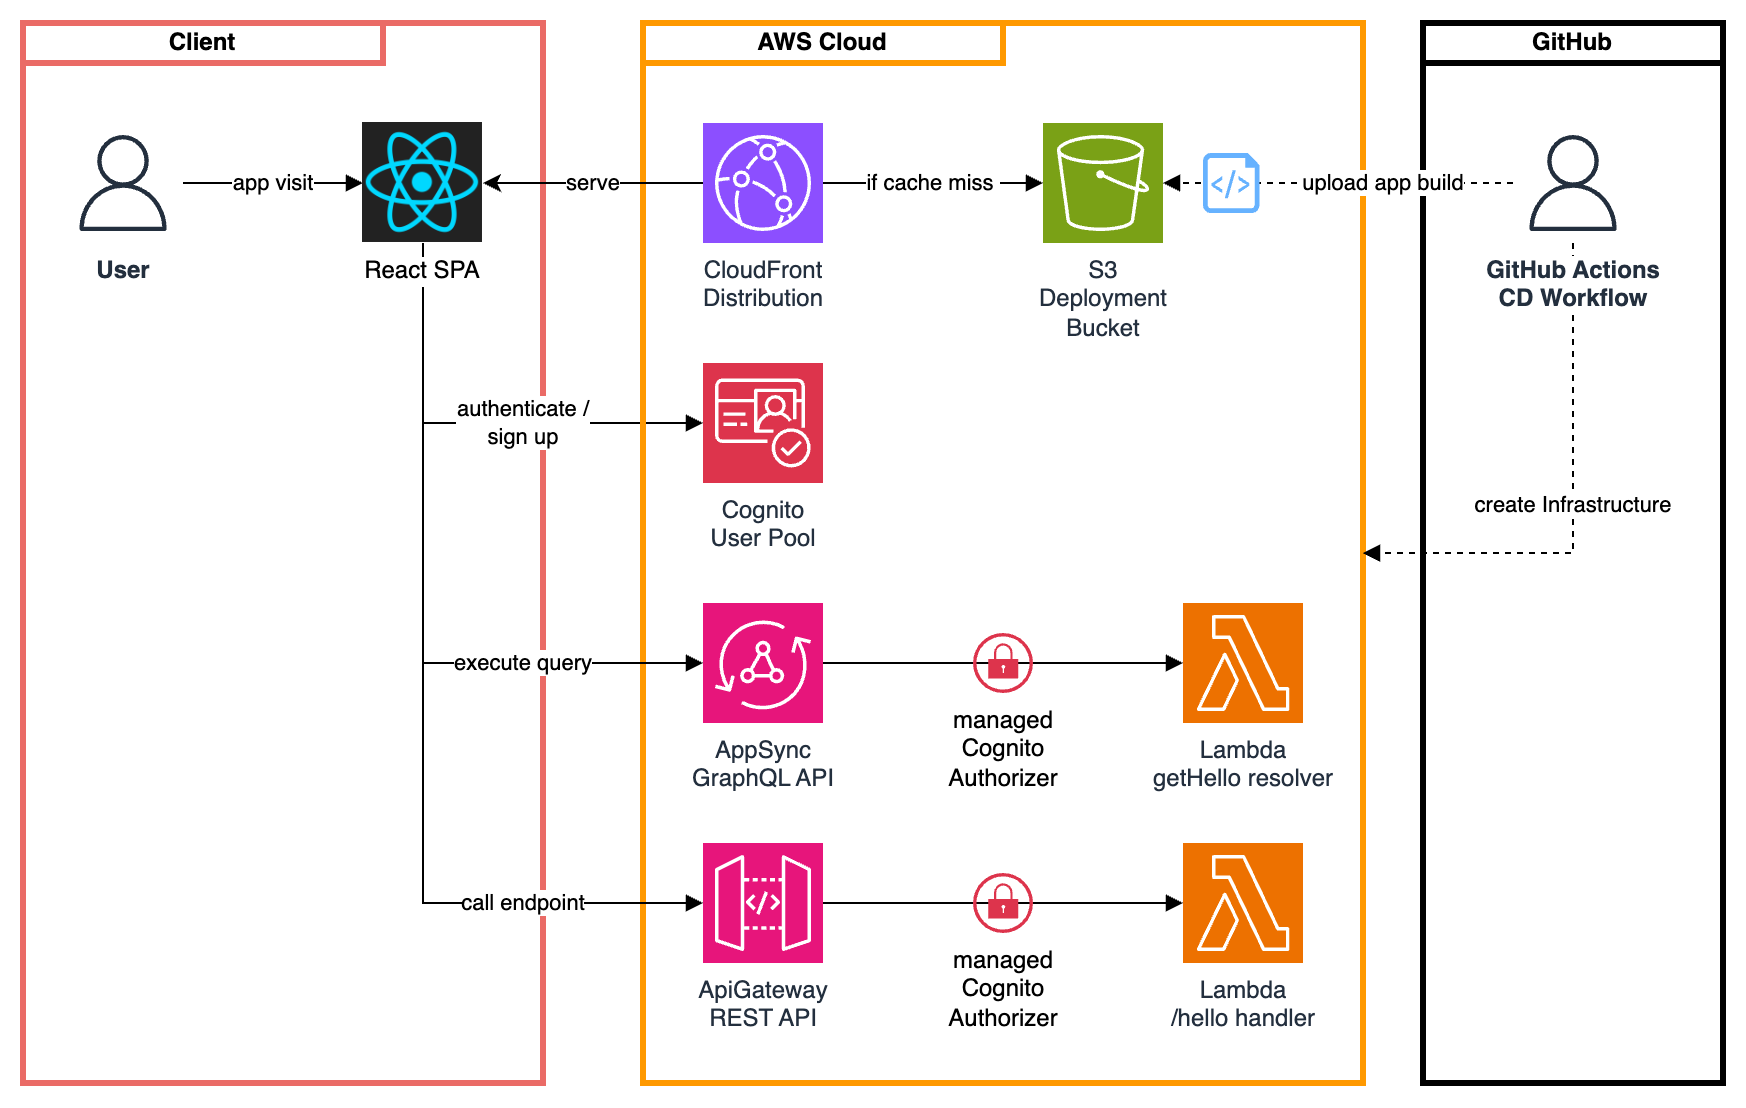 Client
AWS Cloud
GitHub
app visit
serve
if cache miss
</>
upload app build
User
React SPA
CloudFront
Distribution
S3
Deployment
Bucket
GitHub Actions
CD Workflow
authenticate /
sign up
Cognito
User Pool
create Infrastructure
execute query
AppSync
GraphQL API
managed
Cognito
Authorizer
Lambda
getHello resolver
call endpoint
</>
ApiGateway
REST API
managed
Cognito
Authorizer
Lambda
/hello handler